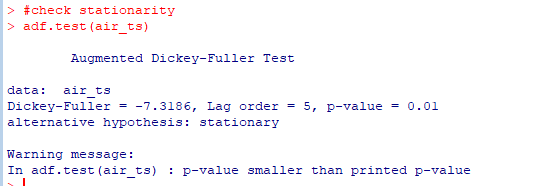 > #check stationarity
> adf.test(air_ts)
Augmented Dickey-Fuller Test
data:  air_ts
Dickey-Fuller = -7.3186, Lag order = 5, p-value = 0.01
alternative hypothesis: stationary
Warning message:
In adf.test(air_ts) : p-value smaller than printed p-value
>